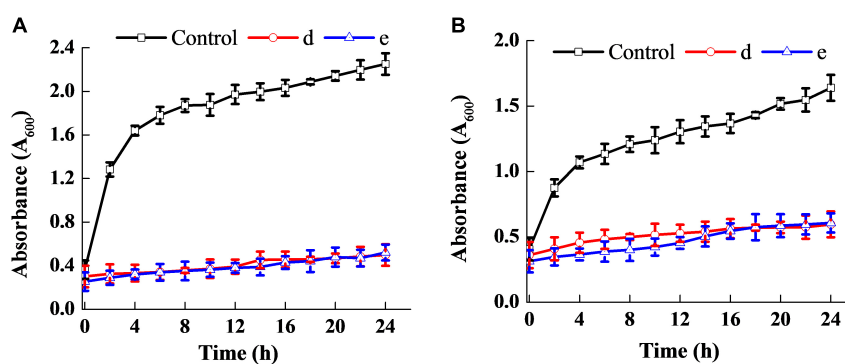 A
Control d e
2.4
2.0
1.6
1.2
0.8
0.4
0.0
Absorbance (A600)
0 4 8 12 16 20 24
Time (h)
B
Control d e
2.0
1.5
1.0
0.5
0.0
Absorbance (A600)
0 4 8 12 16 20 24
Time (h)